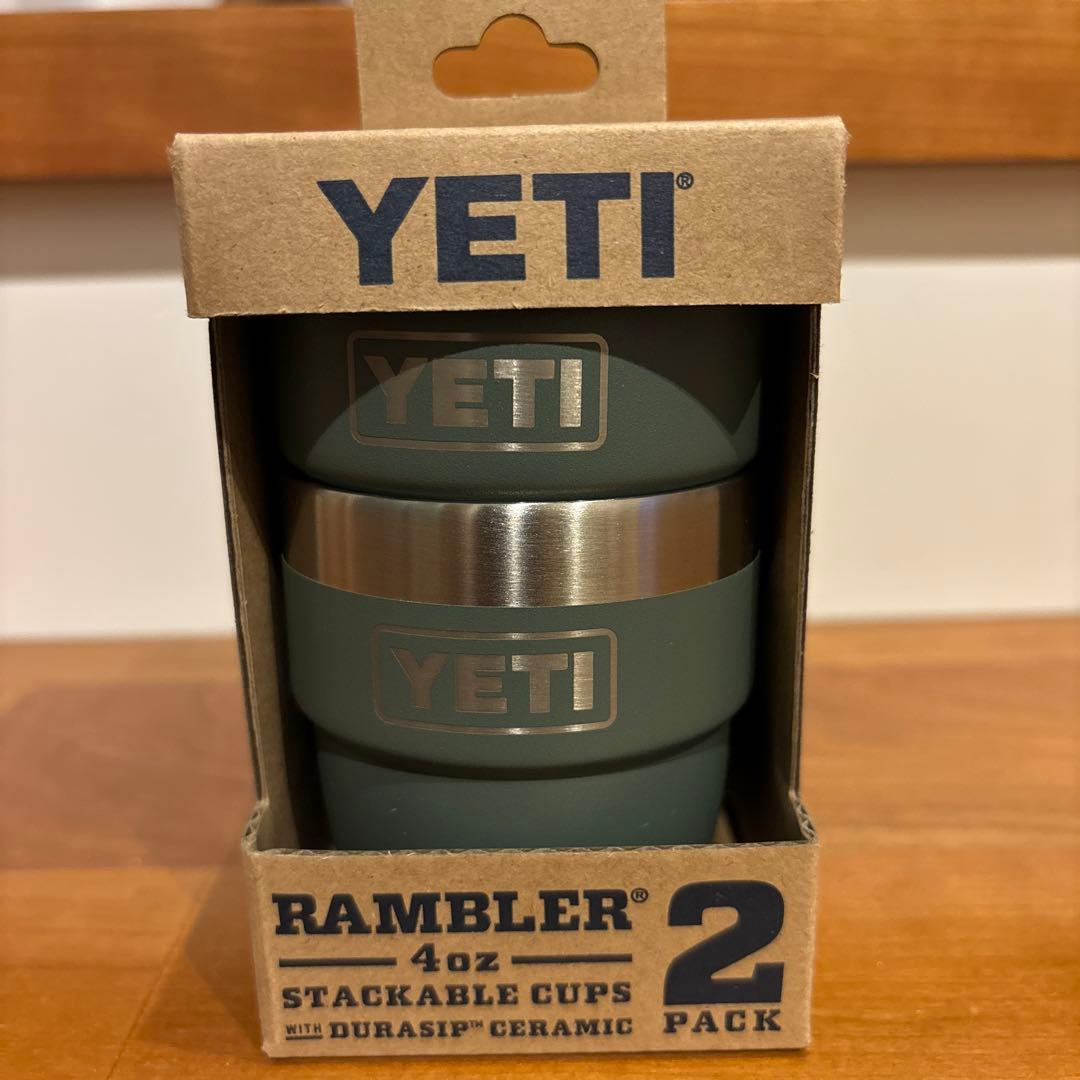 YETI®
YETI
YETI
RAMBLER®
4oz
STACKABLE CUPS
WITH DURASIP™ CERAMIC
2
PACK